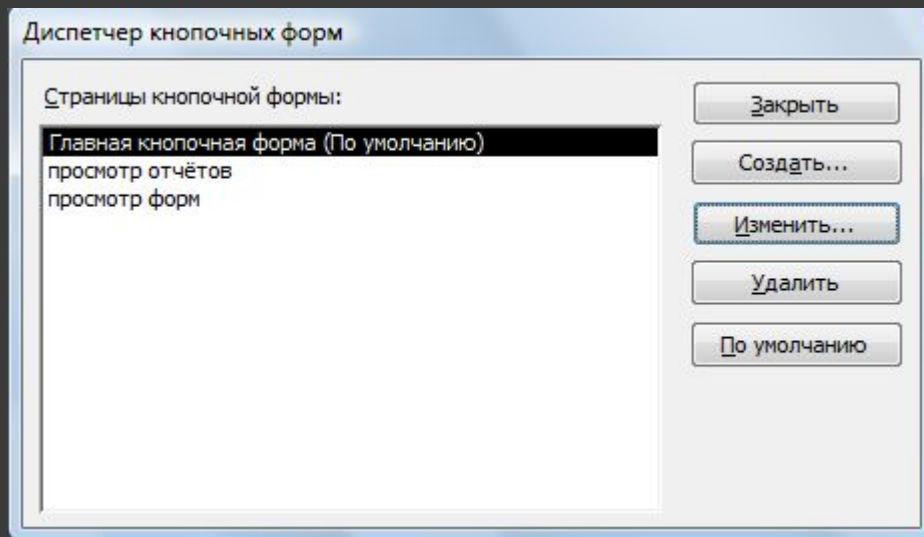 Диспетчер кнопочных форм
Страницы кнопочной формы:
Главная кнопочная форма (По умолчанию)
просмотр отчётов
просмотр форм
Закрыть
Создать...
Изменить...
Удалить
По умолчанию